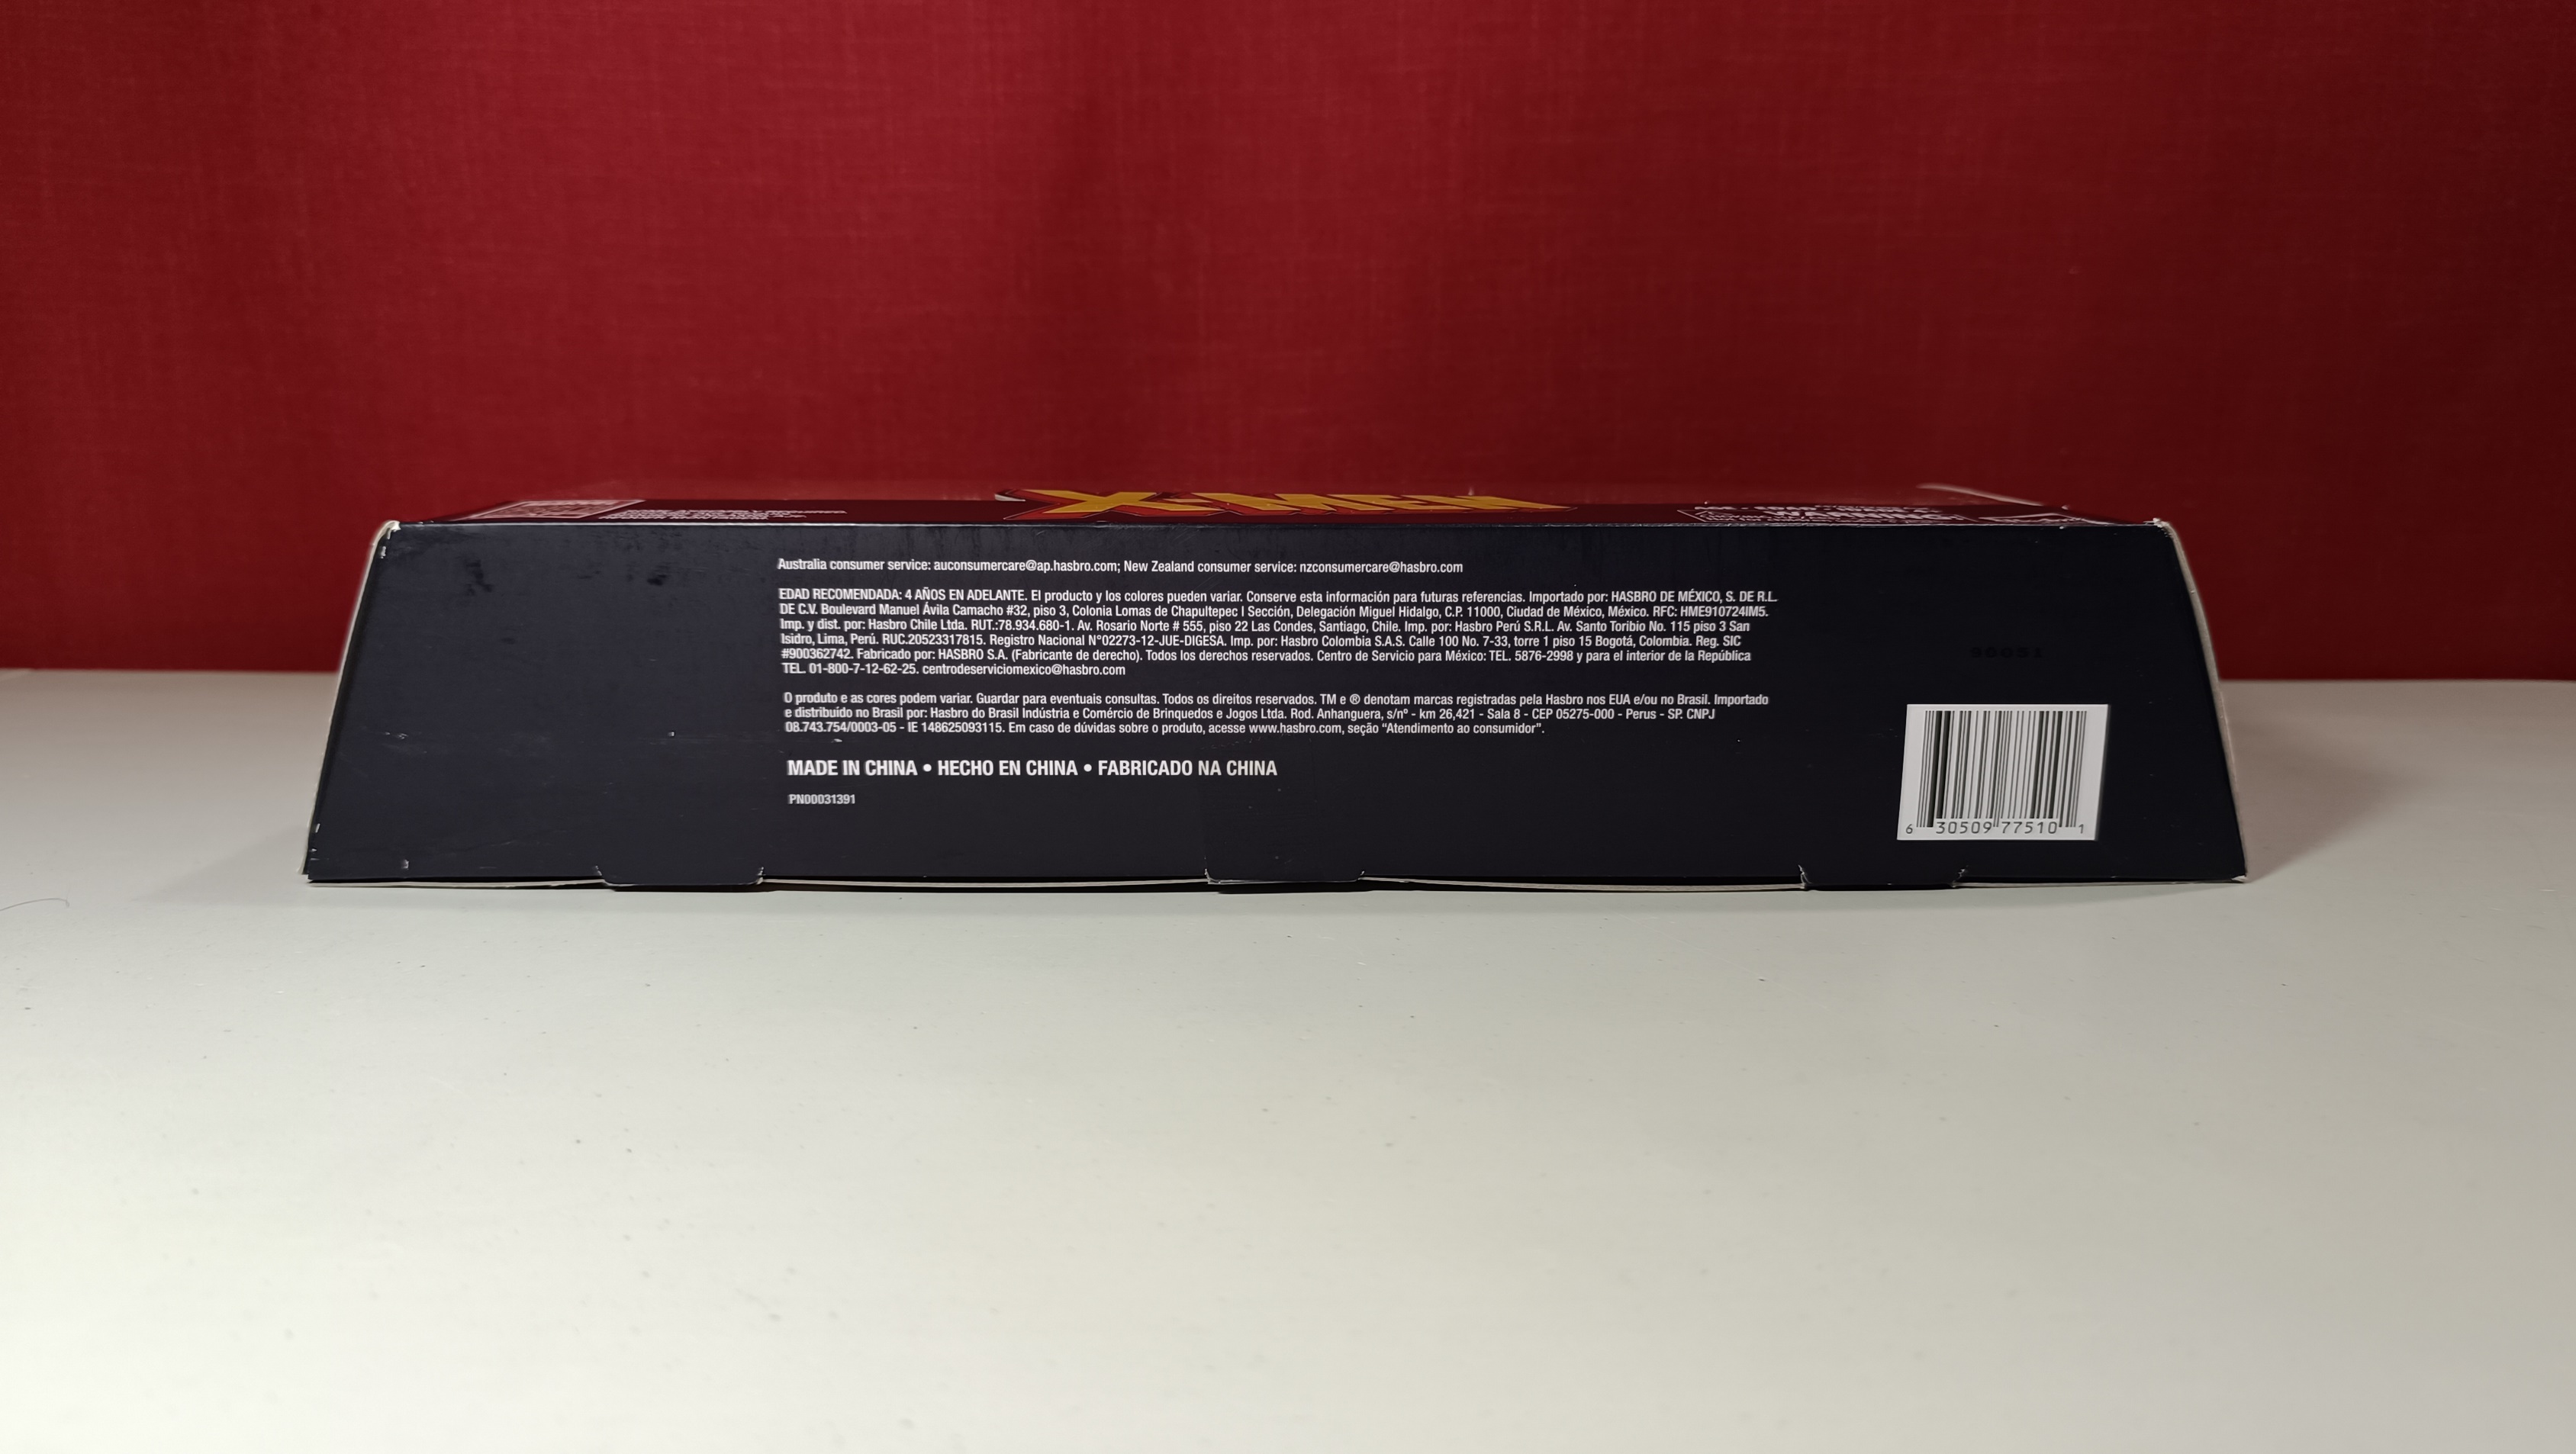 X-MEN
WARNING:
Australia consumer service: auconsumercare@ap.hasbro.com; New Zealand consumer service: nzconsumercare@hasbro.com
EDAD RECOMENDADA: 4 AÑOS EN ADELANTE. El producto y los colores pueden variar. Conserve esta información para futuras referencias. Importado por: HASBRO DE MÉXICO, S. DE R.L.
DE C.V. Boulevard Manuel Ávila Camacho #32, piso 3, Colonia Lomas de Chapultepec I Sección, Delegación Miguel Hidalgo, C.P. 11000, Ciudad de México, México. RFC: HME910724IM5.
Imp. y dist. por: Hasbro Chile Ltda. RUT.:78.934.680-1. Av. Rosario Norte # 555, piso 22 Las Condes, Santiago, Chile. Imp. por: Hasbro Perú S.R.L. Av. Santo Toribio No. 115 piso 3 San
Isidro, Lima, Perú. RUC.20523317815. Registro Nacional N°02273-12-JUE-DIGESA. Imp. por: Hasbro Colombia S.A.S. Calle 100 No. 7-33, torre 1 piso 15 Bogotá, Colombia. Reg. SIC
#900362742. Fabricado por: HASBRO S.A. (Fabricante de derecho). Todos los derechos reservados. Centro de Servicio para México: TEL. 5876-2998 y para el interior de la República
TEL. 01-800-7-12-62-25. centrodeserviciomexico@hasbro.com
O produto e as cores podem variar. Guardar para eventuais consultas. Todos os direitos reservados. TM e ® denotam marcas registradas pela Hasbro nos EUA e/ou no Brasil. Importado
e distribuído no Brasil por: Hasbro do Brasil Indústria e Comércio de Brinquedos e Jogos Ltda. Rod. Anhanguera, s/nº - km 26,421 - Sala 8 - CEP 05275-000 - Perus - SP. CNPJ
08.743.754/0003-05 - IE 148625093115. Em caso de dúvidas sobre o produto, acesse www.hasbro.com, seção “Atendimento ao consumidor”.
MADE IN CHINA • HECHO EN CHINA • FABRICADO NA CHINA
PN00031391
90051
6 30509 77510 1